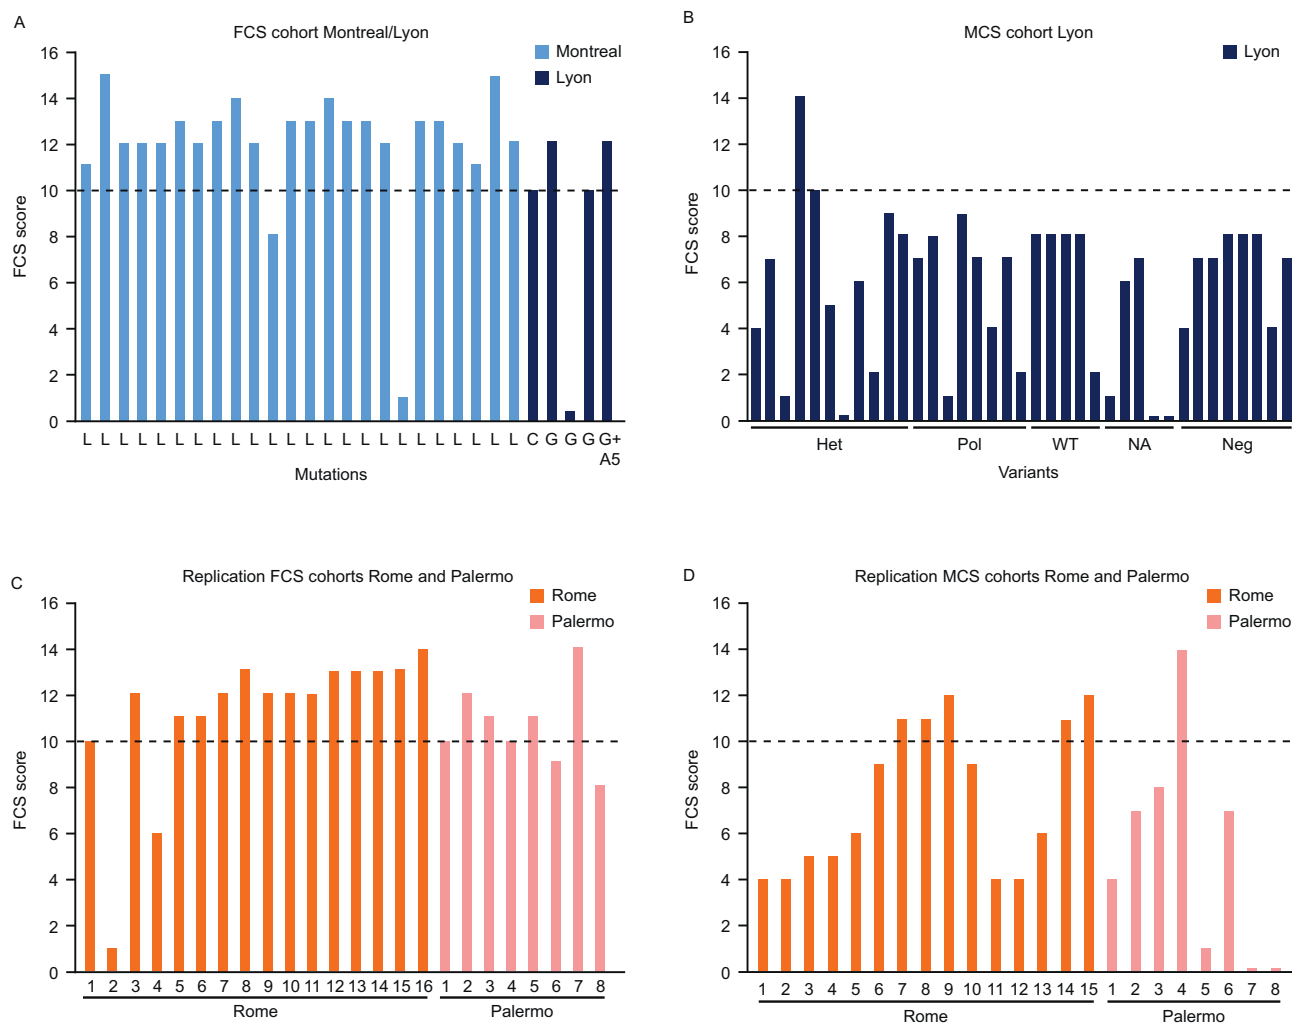 A
FCS cohort Montreal/Lyon
Montreal
Lyon
16
14
12
10
8
6
4
2
0
FCS score
L L L L L L L L L L L L L L L L L L L L L L L L C G G G G+
A5
Mutations
B
MCS cohort Lyon
Lyon
16
14
12
10
8
6
4
2
0
FCS score
Het Pol WT NA Neg
Variants
C
Replication FCS cohorts Rome and Palermo
Rome
Palermo
16
14
12
10
8
6
4
2
0
FCS score
1 2 3 4 5 6 7 8 9 10 11 12 13 14 15 16 1 2 3 4 5 6 7 8
Rome Palermo
D
Replication MCS cohorts Rome and Palermo
Rome
Palermo
16
14
12
10
8
6
4
2
0
FCS score
1 2 3 4 5 6 7 8 9 10 11 12 13 14 15 1 2 3 4 5 6 7 8
Rome Palermo